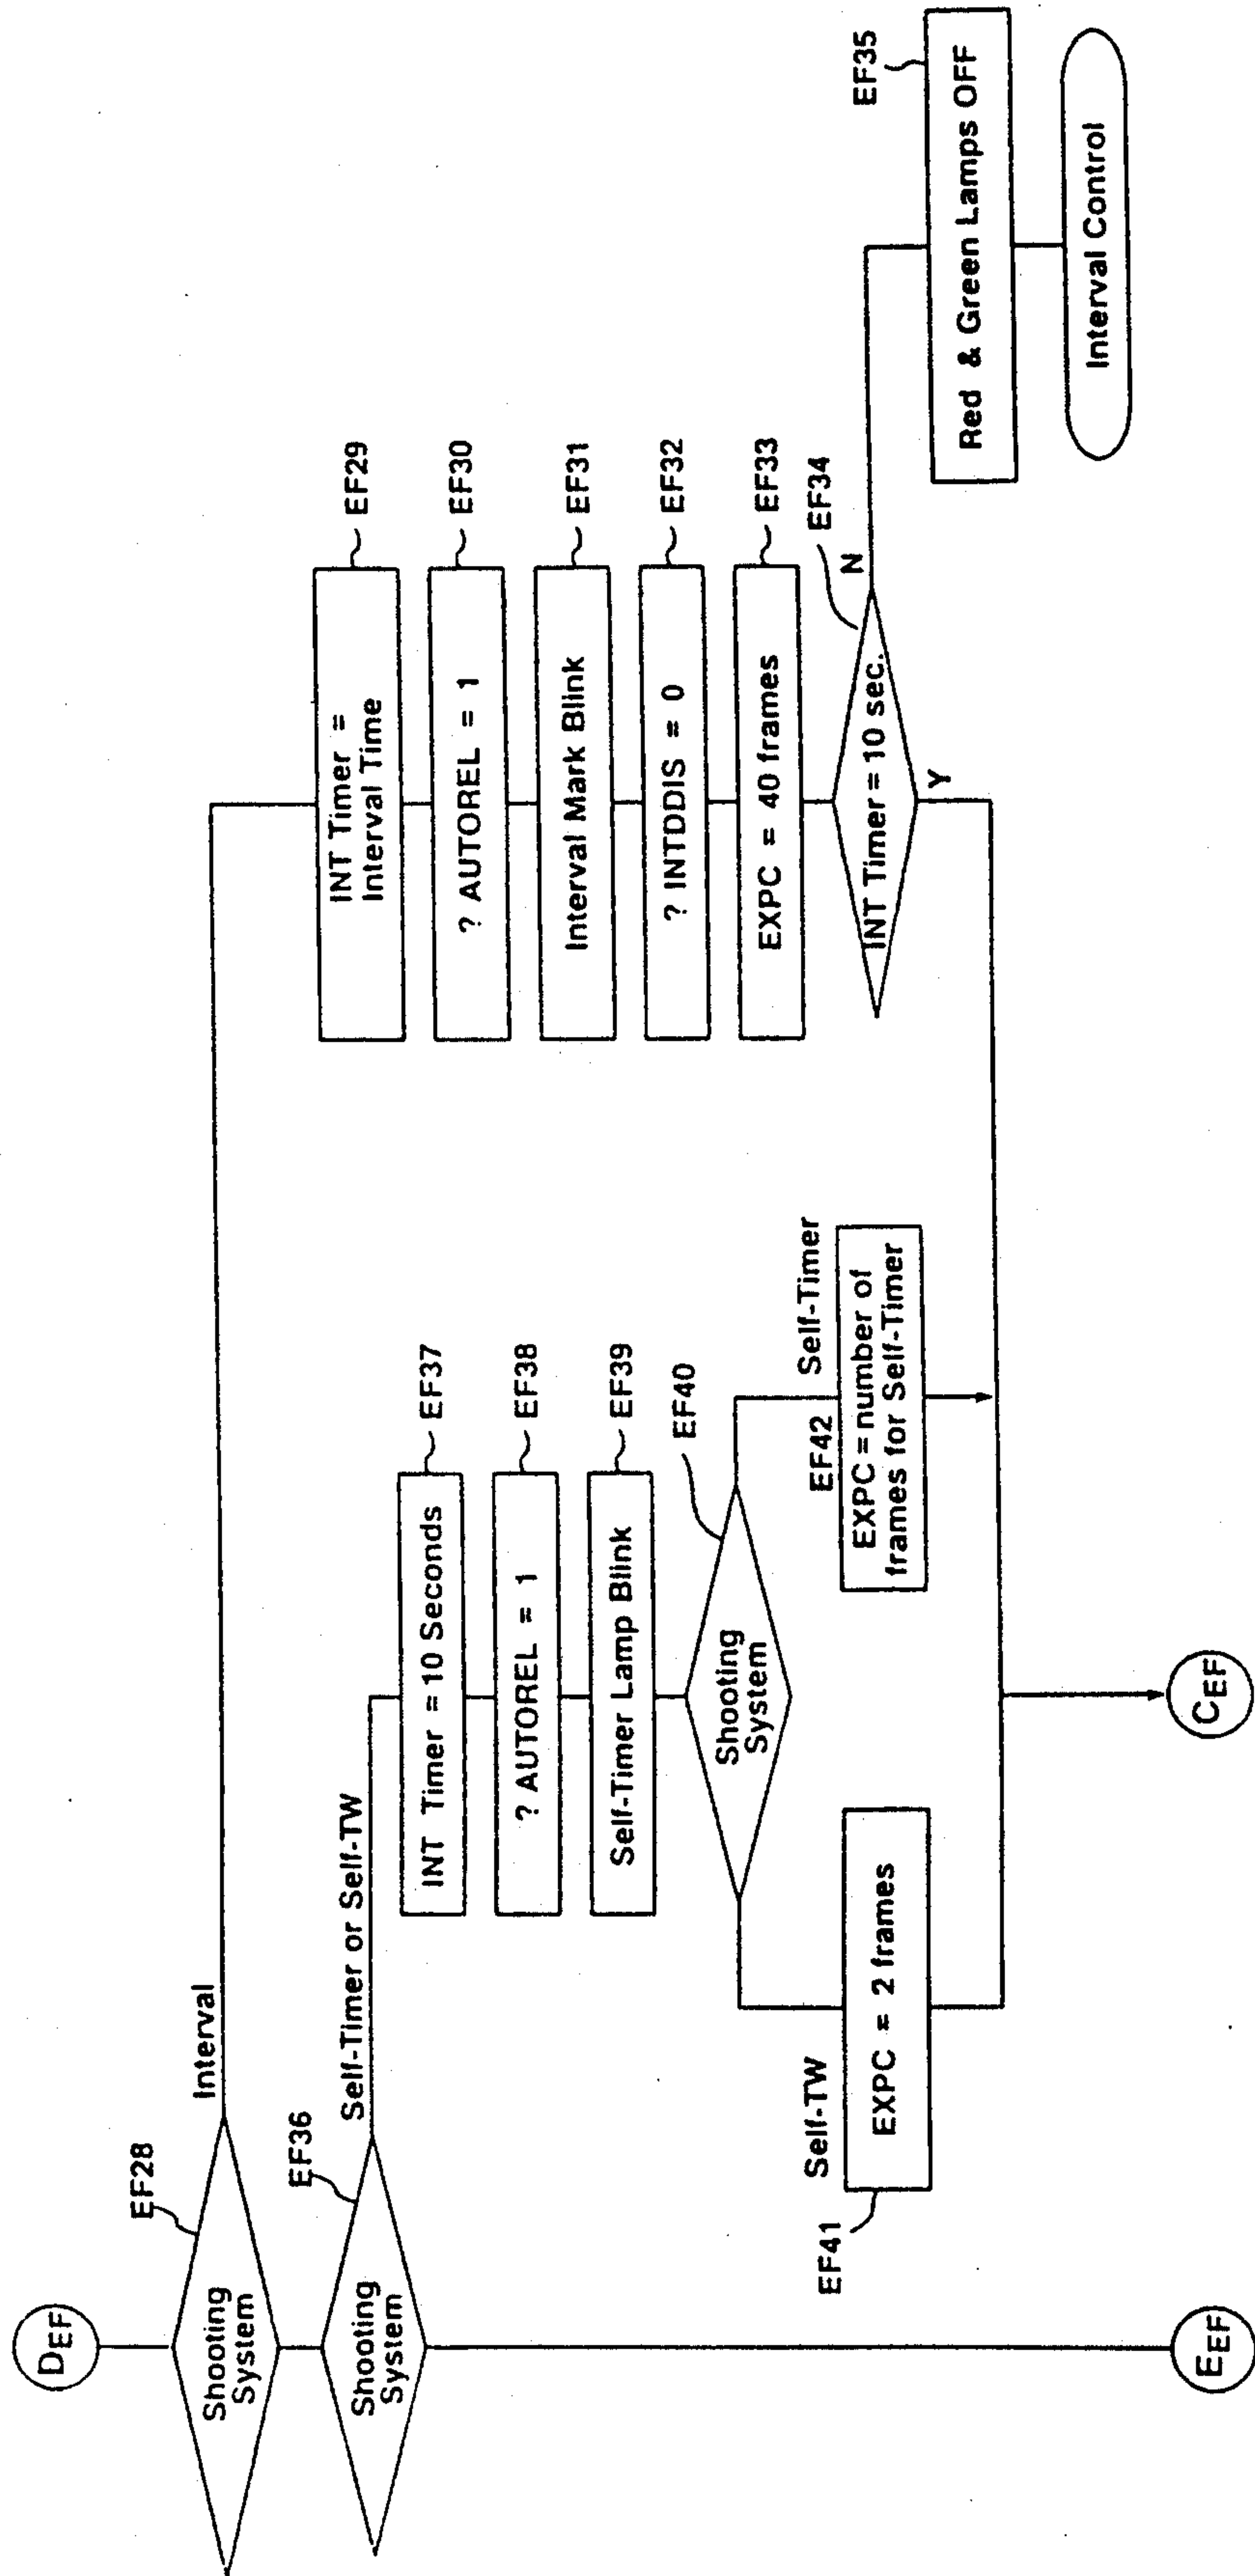 DEF
EF28
Shooting
System
Interval
EF36
Shooting
System
Self-Timer or Self-TW
INT Timer =
Interval Time
EF29
? AUTOREL = 1
EF30
Interval Mark Blink
EF31
? INTDDIS = 0
EF32
EXPC = 40 frames
EF33
EF34
INT Timer = 10 sec.
N
Y
EF35
Red & Green Lamps OFF
Interval Control
INT Timer = 10 Seconds
EF37
? AUTOREL = 1
EF38
Self-Timer Lamp Blink
EF39
EF40
Shooting
System
Self-TW
EF41
EXPC = 2 frames
Self-Timer
EF42
EXPC = number of
frames for Self-Timer
EEF
CEF